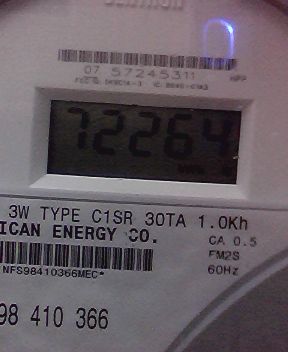 07 57245311 HPP
72264
3W TYPE C1SR 30TA 1.0Kh
ICAN ENERGY CO.
CA 0.5
FM2S
60Hz
NFS98410366MEC*
98 410 366